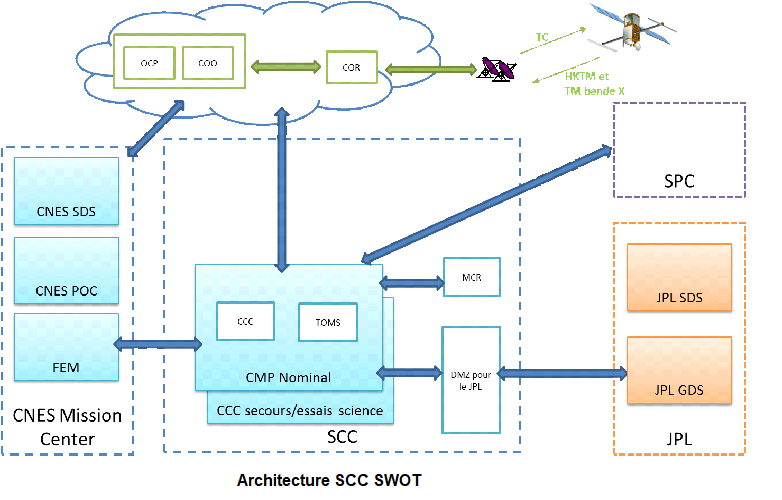 OCP
COO
COR
TC
HKTM et
TM bande X
SPC
CNES SDS
CNES POC
FEM
CNES Mission
Center
CCC
TOMS
CMP Nominal
CCC secours/essais science
SCC
MCR
DMZ pour
le JPL
JPL SDS
JPL GDS
JPL
Architecture SCC SWOT